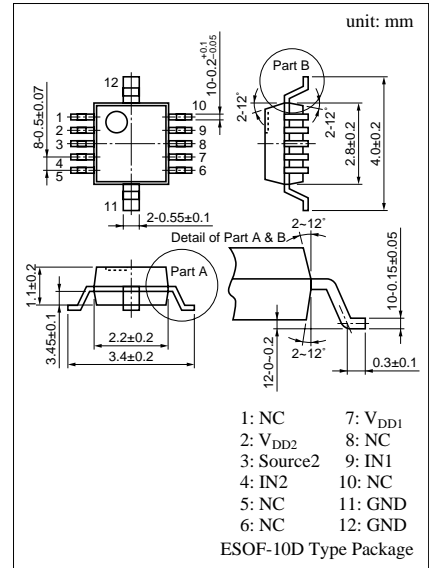 unit: mm
12
10-0.2+0.1−0.05
Part B
10
1
2
3
4
5
9
8
7
6
8-0.5±0.07
2-12°
2-12°
2.8±0.2
4.0±0.2
11
2-0.55±0.1
2~12°
Detail of Part A & B
Part A
1.1±0.2
3.45±0.1
2.2±0.2
3.4±0.2
12-0~0.2
2~12°
10-0.15±0.05
0.3±0.1
1: NC 7: VDD1
2: VDD2 8: NC
3: Source2 9: IN1
4: IN2 10: NC
5: NC 11: GND
6: NC 12: GND
ESOF-10D Type Package